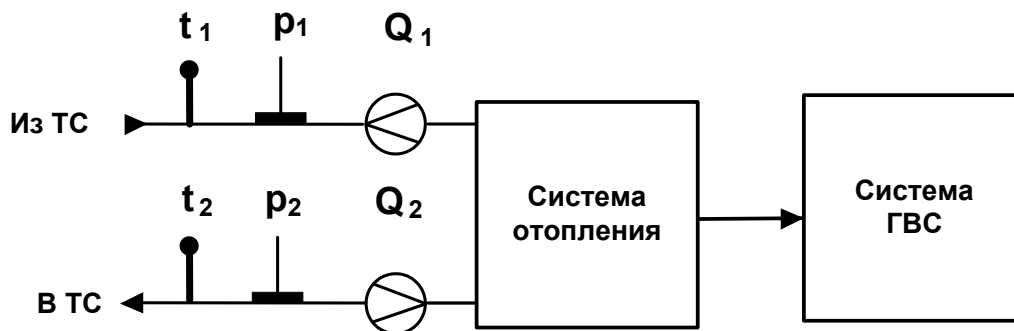 t 1 p1 Q 1
Из ТС
Система
отопления
Система
ГВС
t 2 p2 Q 2
В ТС